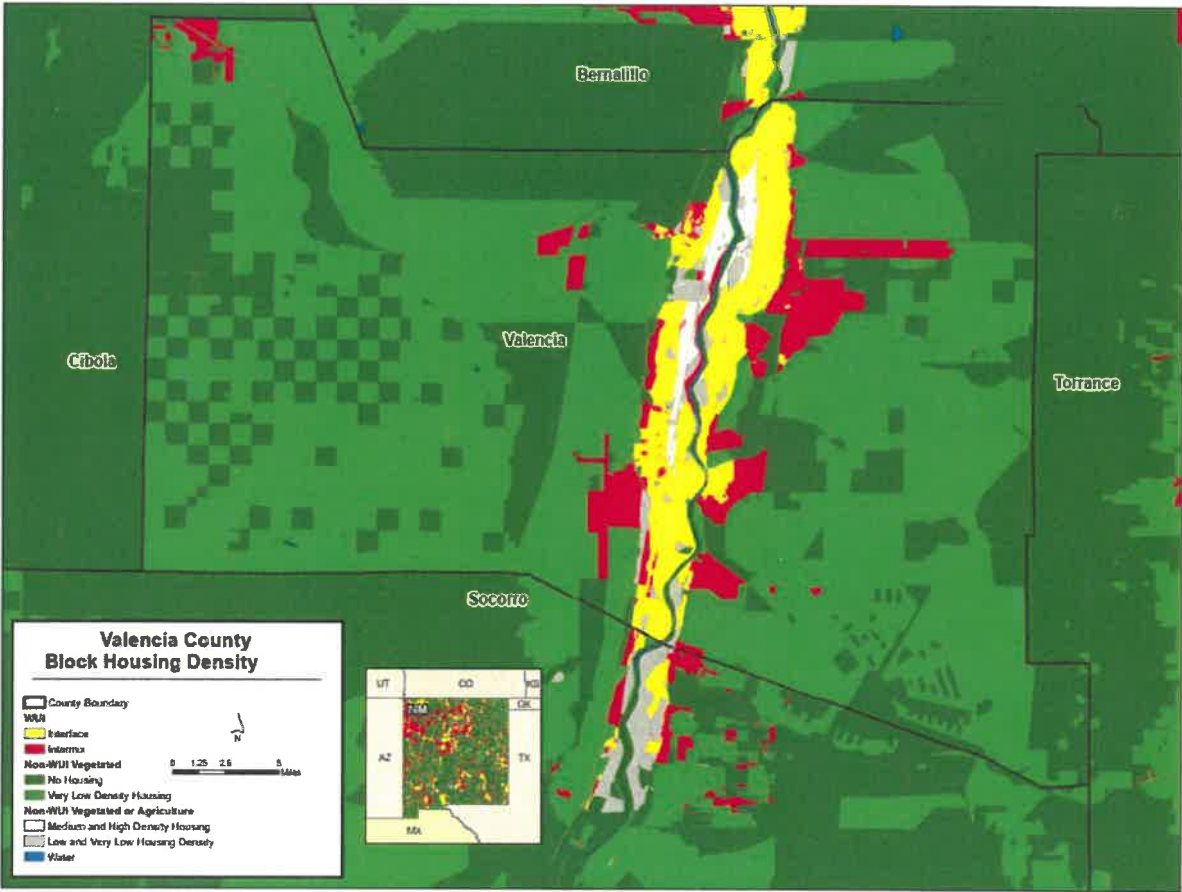 Bernalillo
Cibola
Valencia
Torrance
Socorro
Valencia County
Block Housing Density
County Boundary
WUI
Interface
Intermix
Non-WUI Vegetated
No Housing
Very Low Density Housing
Non-WUI Vegetated or Agriculture
Medium and High Density Housing
Low and Very Low Housing Density
Water
N
0 1.25 2.5 5
Miles
UT
CO
KS
OK
NM
AZ
TX
MX